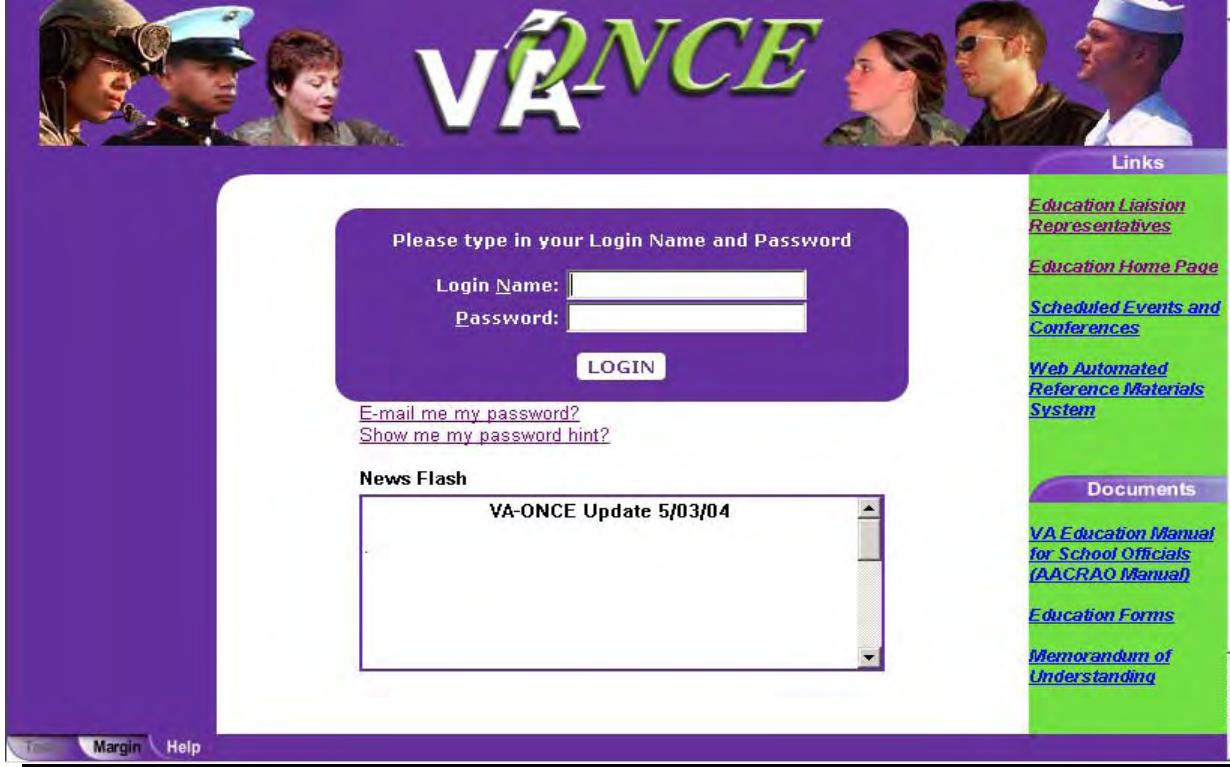 VA ONCE
Links
Education Liaision
Representatives
Education Home Page
Scheduled Events and
Conferences
Web Automated
Reference Materials
System
Please type in your Login Name and Password
Login Name:
Password:
LOGIN
E-mail me my password?
Show me my password hint?
News Flash
VA-ONCE Update 5/03/04
.
Documents
VA Education Manual
for School Officials
(AACRAO Manual)
Education Forms
Memorandum of
Understanding
Margin Help